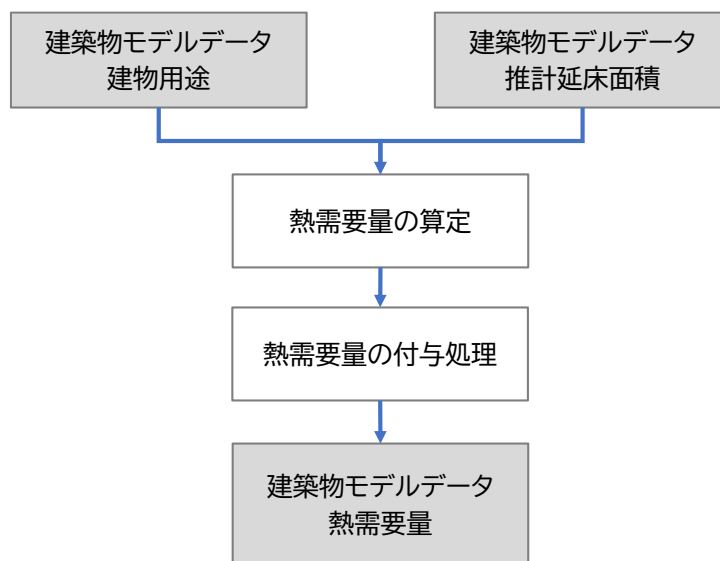 建築物モデルデータ
建物用途
建築物モデルデータ
推計延床面積
熱需要量の算定
熱需要量の付与処理
建築物モデルデータ
熱需要量